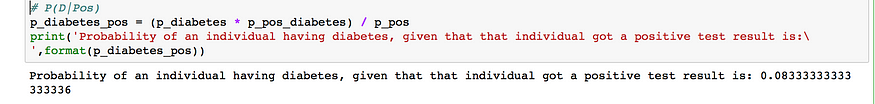 # P(D|Pos)
p_diabetes_pos = (p_diabetes * p_pos_diabetes) / p_pos
print('Probability of an individual having diabetes, given that that individual got a positive test result is:\
',format(p_diabetes_pos))
Probability of an individual having diabetes, given that that individual got a positive test result is: 0.08333333333
333336